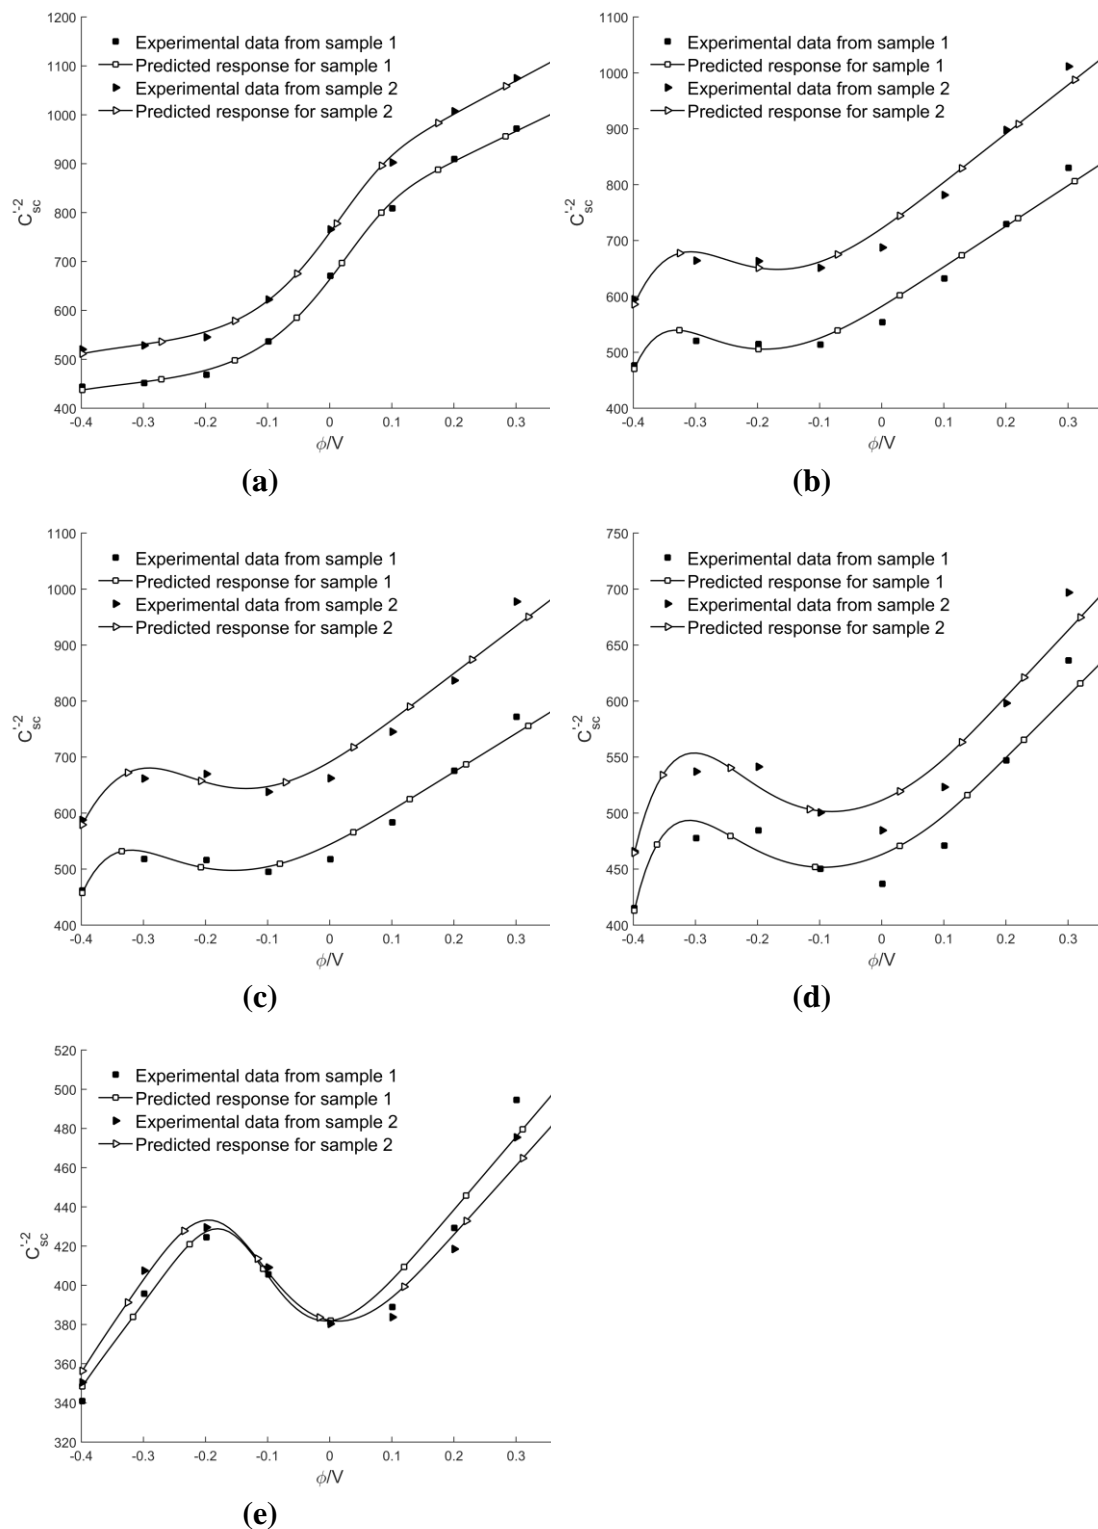 1200
1100
1000
900
800
700
600
500
400
C'-2 sc
-0.4 -0.3 -0.2 -0.1 0 0.1 0.2 0.3
ϕ/V
Experimental data from sample 1
Predicted response for sample 1
Experimental data from sample 2
Predicted response for sample 2
(a)
1100
1000
900
800
700
600
500
400
C'-2 sc
-0.4 -0.3 -0.2 -0.1 0 0.1 0.2 0.3
ϕ/V
Experimental data from sample 1
Predicted response for sample 1
Experimental data from sample 2
Predicted response for sample 2
(b)
1100
1000
900
800
700
600
500
400
C'-2 sc
-0.4 -0.3 -0.2 -0.1 0 0.1 0.2 0.3
ϕ/V
Experimental data from sample 1
Predicted response for sample 1
Experimental data from sample 2
Predicted response for sample 2
(c)
750
700
650
600
550
500
450
400
C'-2 sc
-0.4 -0.3 -0.2 -0.1 0 0.1 0.2 0.3
ϕ/V
Experimental data from sample 1
Predicted response for sample 1
Experimental data from sample 2
Predicted response for sample 2
(d)
520
500
480
460
440
420
400
380
360
340
320
C'-2 sc
-0.4 -0.3 -0.2 -0.1 0 0.1 0.2 0.3
ϕ/V
Experimental data from sample 1
Predicted response for sample 1
Experimental data from sample 2
Predicted response for sample 2
(e)